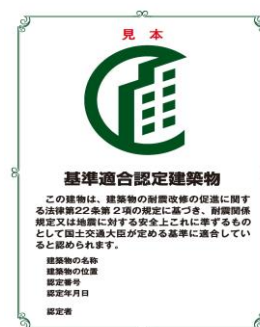 見本
基準適合認定建築物
この建物は、建築物の耐震改修の促進に関す
る法律第22条第2項の規定に基づき、耐震関係
規定又は地震に対する安全上これに準ずるもの
として国土交通大臣が定める基準に適合してい
ると認められます。
建築物の名称
建築物の位置
認定番号
認定年月日
認定者